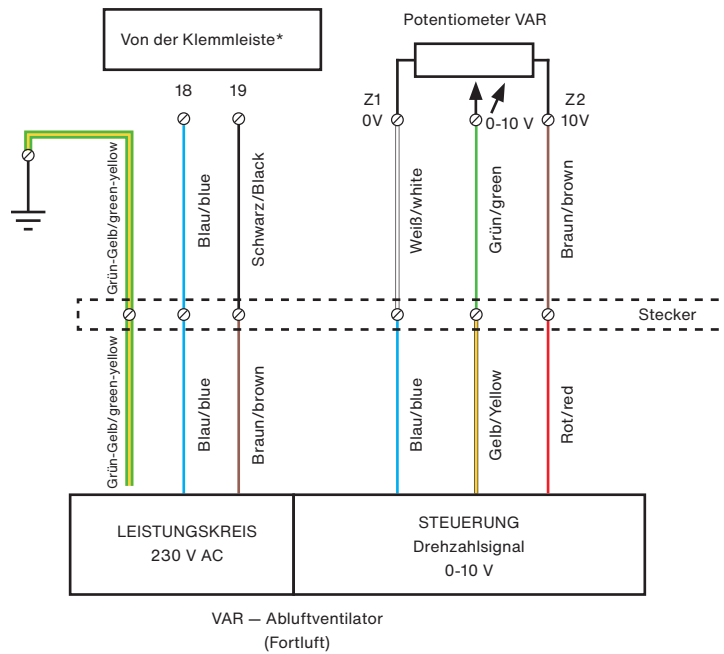 Potentiometer VAR
Von der Klemmleiste*
18
19
Z1
0V
0-10 V
Z2
10V
Grün-Gelb/green-yellow
Blau/blue
Schwarz/Black
Weiß/white
Grün/green
Braun/brown
Stecker
Grün-Gelb/green-yellow
Blau/blue
Braun/brown
Blau/blue
Gelb/Yellow
Rot/red
LEISTUNGSKREIS
230 V AC
STEUERUNG
Drehzahlsignal
0-10 V
VAR — Abluftventilator
(Fortluft)